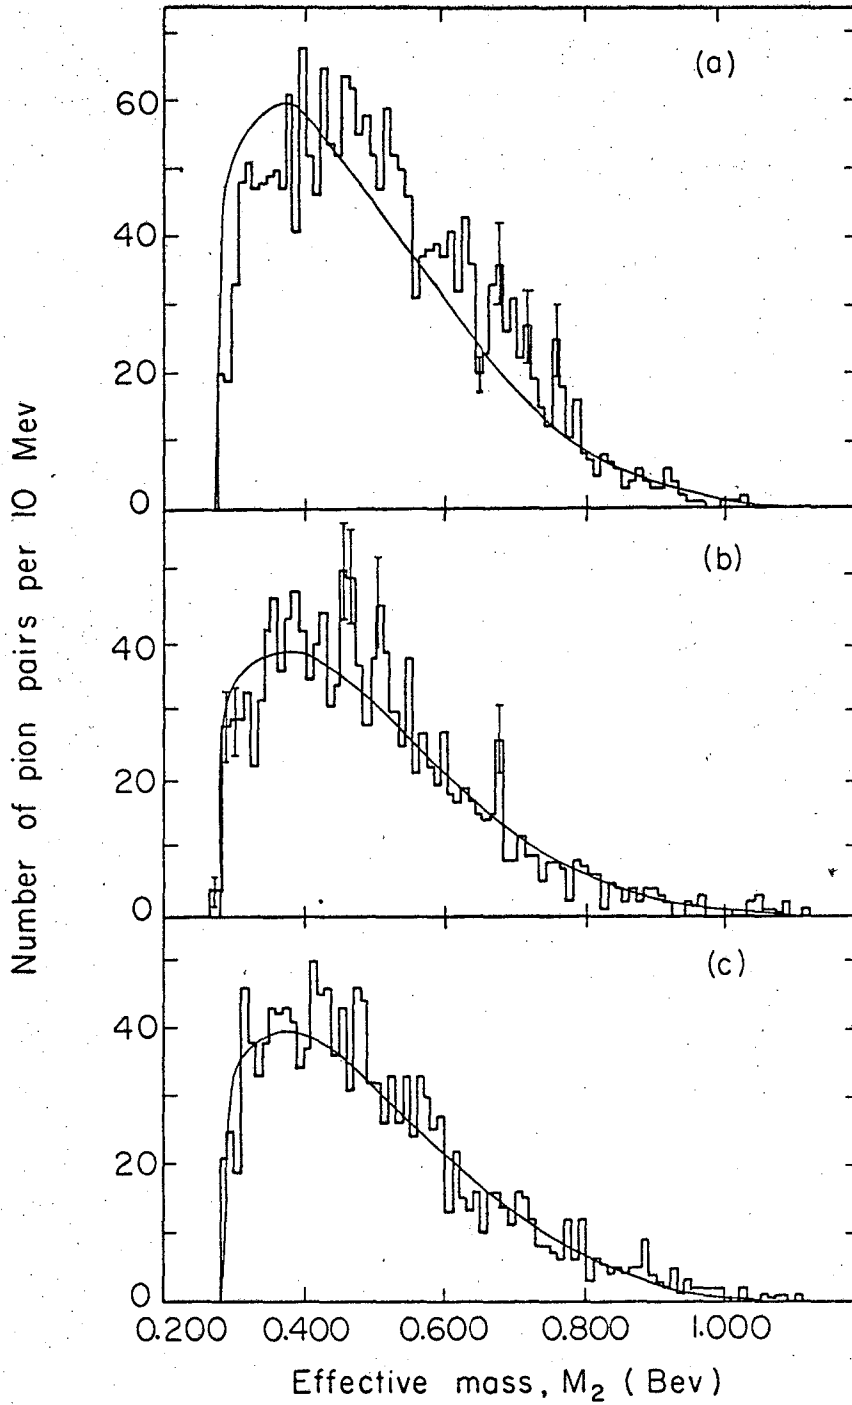 (a)
60
40
20
0
(b)
40
20
0
(c)
40
20
0
0.200 0.400 0.600 0.800 1.000
Effective mass, M₂ (Bev)
Number of pion pairs per 10 Mev